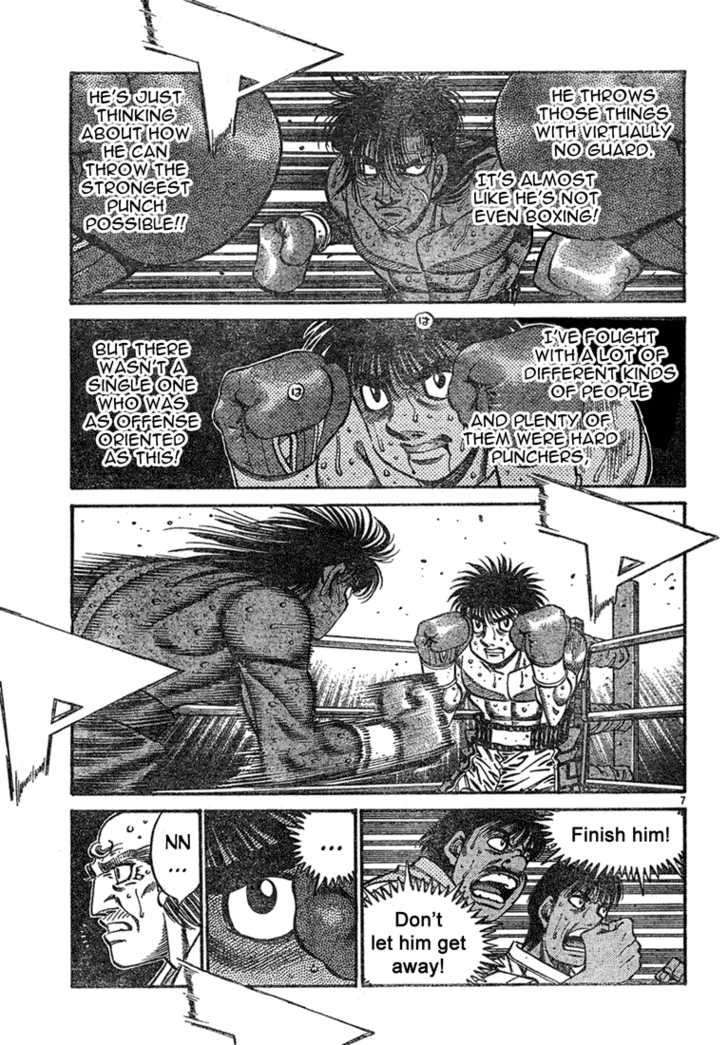 HE THROWS
THOSE THINGS
WITH VIRTUALLY
NO GUARD.
IT'S ALMOST
LIKE HE'S NOT
EVEN BOXING!
HE'S JUST
THINKING
ABOUT HOW
HE CAN
THROW THE
STRONGEST
PUNCH
POSSIBLE!!
I'VE FOUGHT
WITH A LOT OF
DIFFERENT KINDS
OF PEOPLE
AND PLENTY OF
THEM WERE HARD
PUNCHERS,
BUT THERE
WASN'T A
SINGLE ONE
WHO WAS
AS OFFENSE
ORIENTED
AS THIS!
7
Finish him!
Don't
let him get
away!
...
NN
...